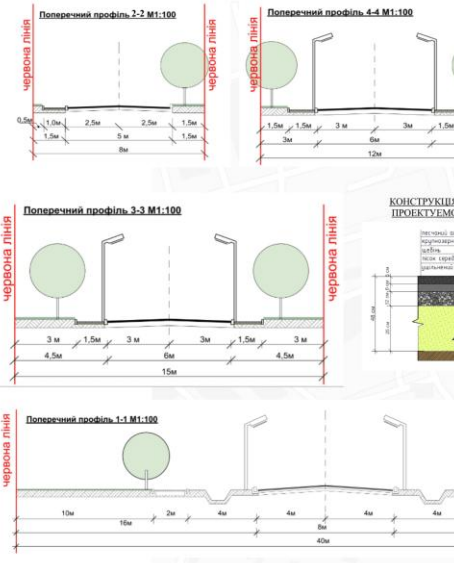 Поперечний профіль 2-2 М1:100
червона лінія
червона лінія
0,5м 1,0м 2,5м 2,5м 1,5м
1,5м 5 м 1,5м
8м
Поперечний профіль 4-4 М1:100
червона лінія
1,5м 1,5м 3 м 3м 1,5м
3м 6м
12м
Поперечний профіль 3-3 М1:100
червона лінія
червона лінія
3 м 1,5м 3 м 3м 1,5м 3 м
4,5м 6м 4,5м
15м
КОНСТРУКЦІЯ
ПРОЕКТУЕМО
щебінь
Поперечний профіль 1-1 М1:100
червона лінія
10м 2м 4м 4м 4м 4м
16м 8м
40м